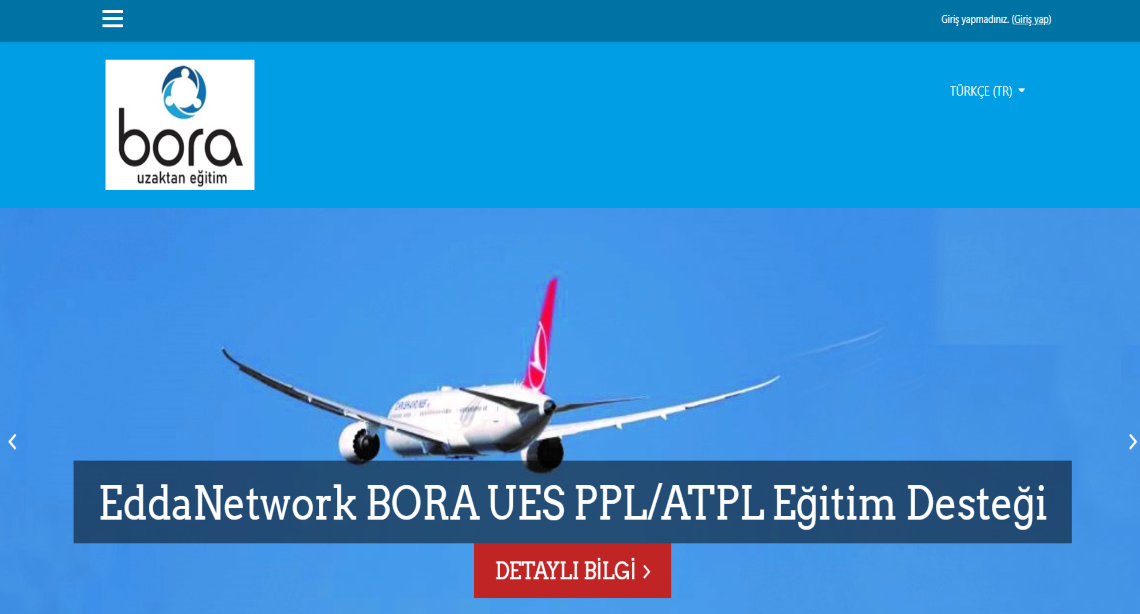 Giriş yapmadınız. (Giriş yap)
bora
uzaktan eğitim
TÜRKÇE (TR)
EddaNetwork BORA UES PPL/ATPL Eğitim Desteği
DETAYLI BİLGİ